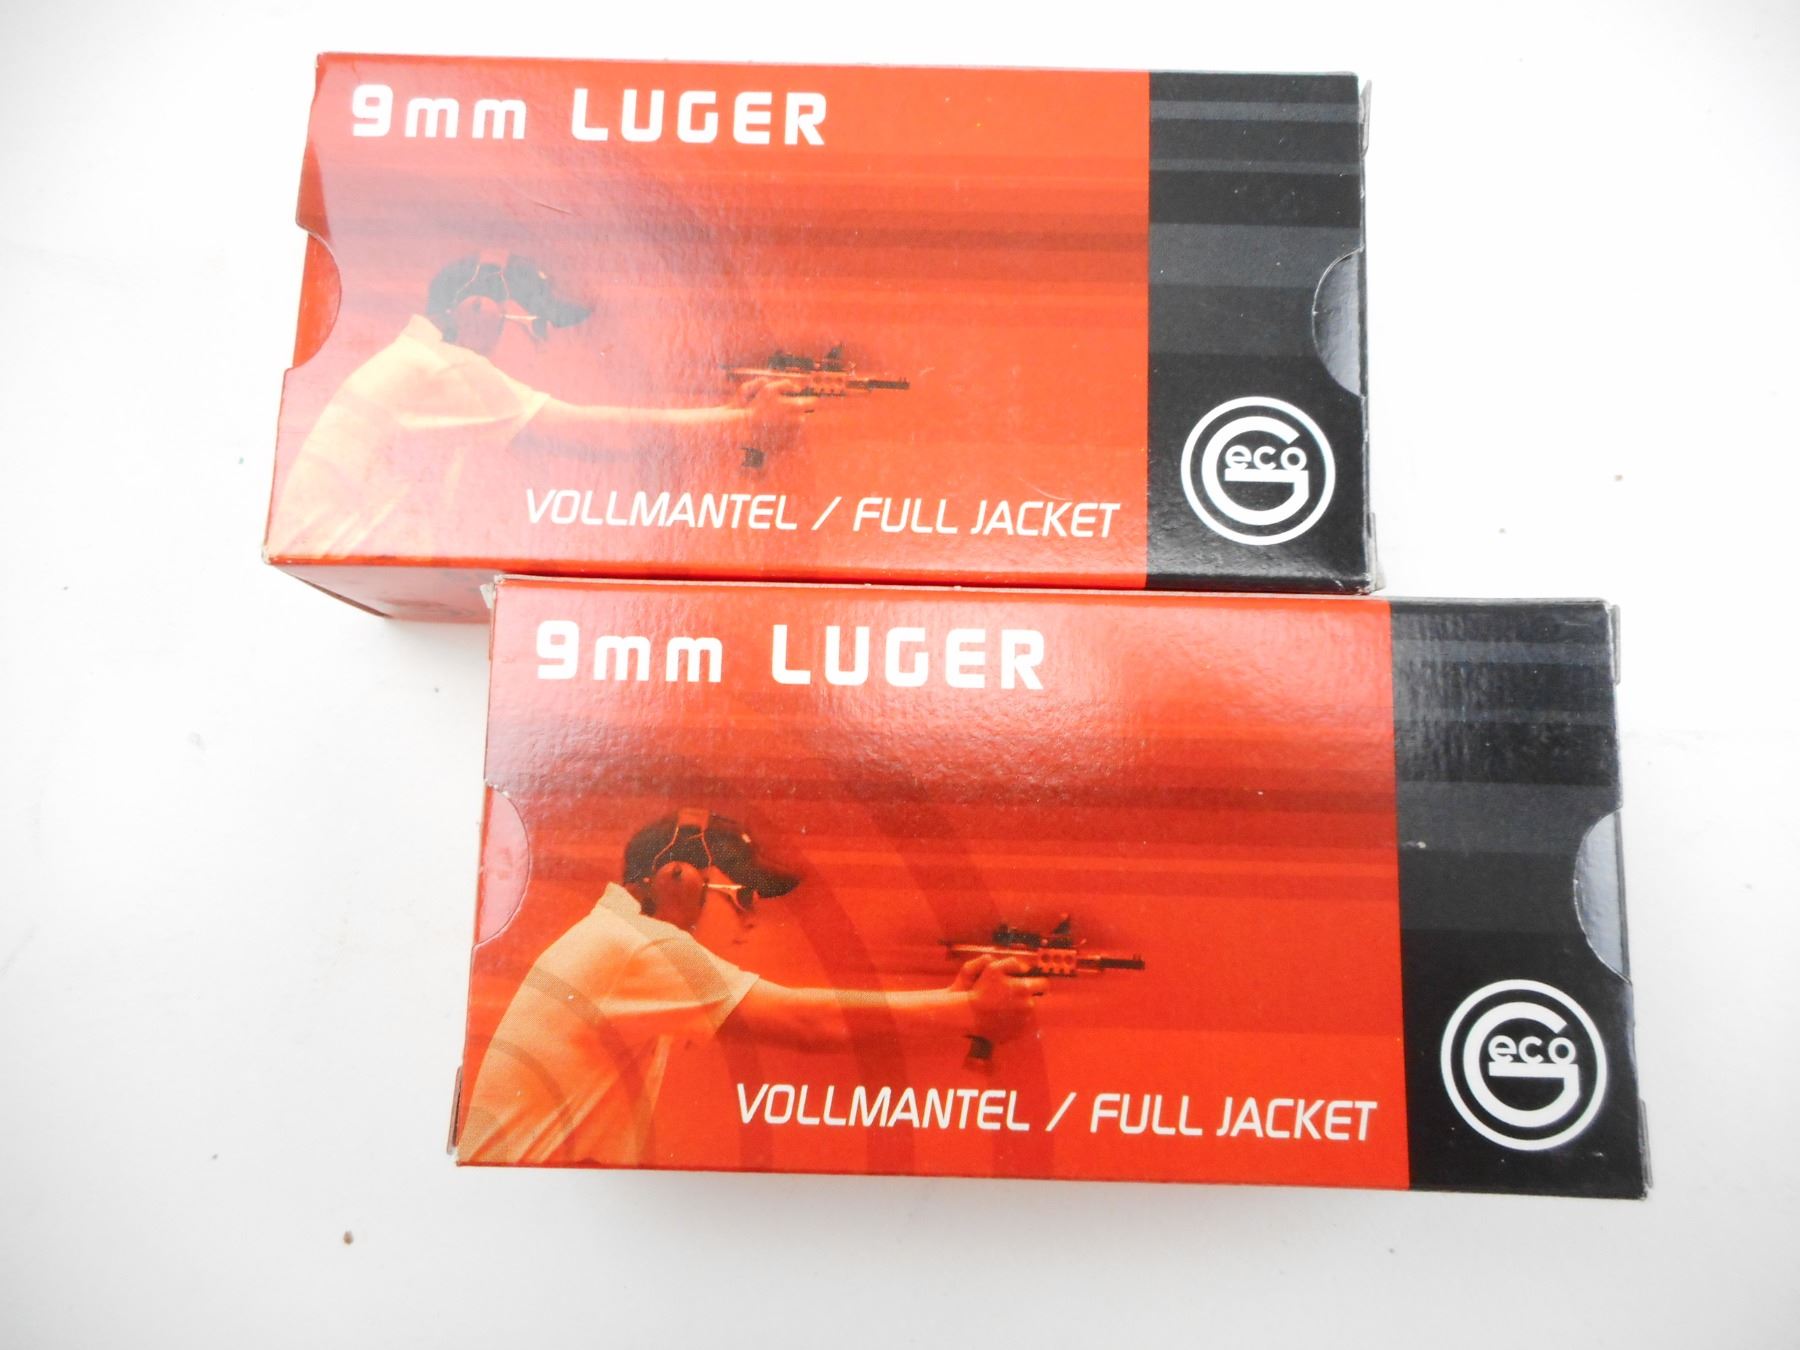 9mm LUGER
VOLLMANTEL / FULL JACKET
Geco
9mm LUGER
VOLLMANTEL / FULL JACKET
Geco